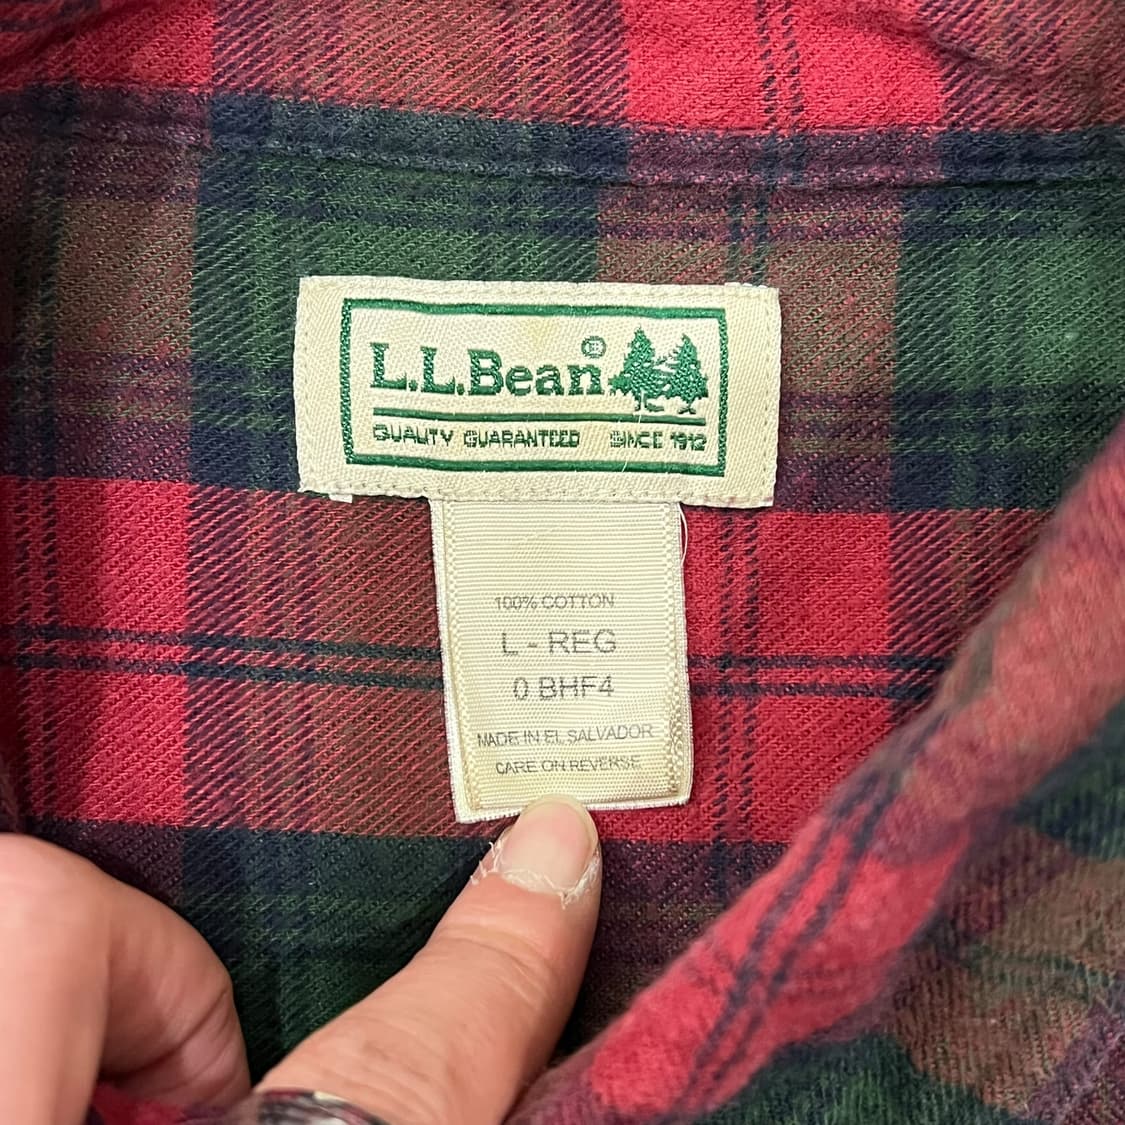 L.L.Bean®
QUALITY GUARANTEED SINCE 1912
100% COTTON
L - REG
0 BHF4
MADE IN EL SALVADOR
CARE ON REVERSE